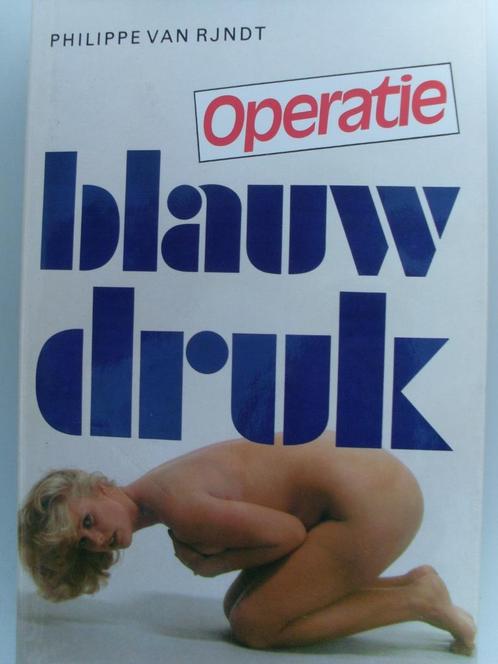 PHILIPPE VAN RJNDT
Operatie
blauw
druk